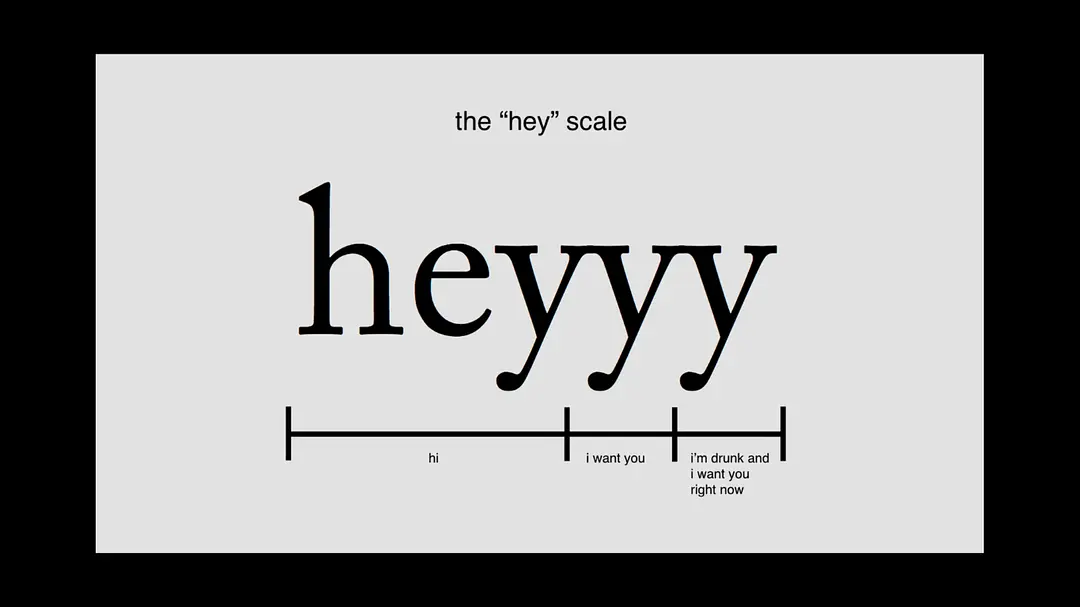 the “hey” scale
heyyy
hi
i want you
i’m drunk and
i want you
right now